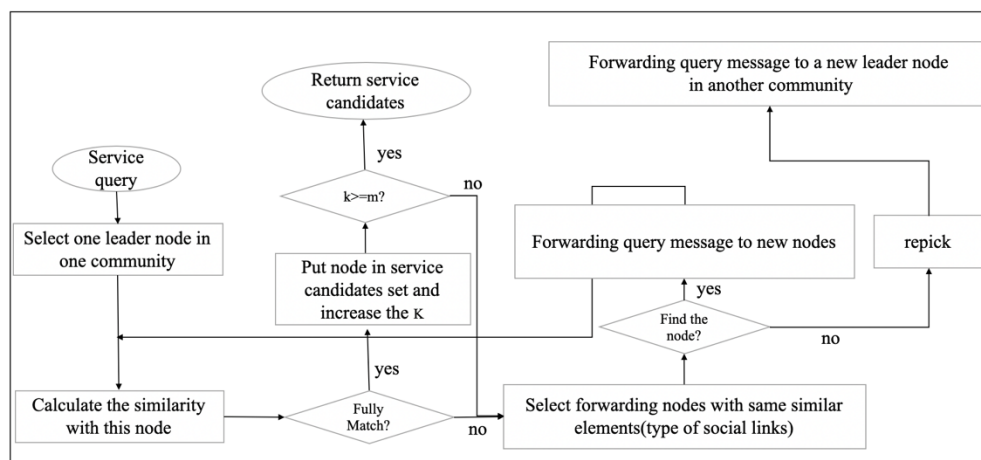 Forwarding query message to a new leader node
in another community
Return service
candidates
yes
Service
query
k>=m?
no
Select one leader node in
one community
Forwarding query message to new nodes
repick
Put node in service
candidates set and
increase the K
yes
Find the
node?
no
yes
Calculate the similarity
with this node
Fully
Match?
no
Select forwarding nodes with same similar
elements(type of social links)